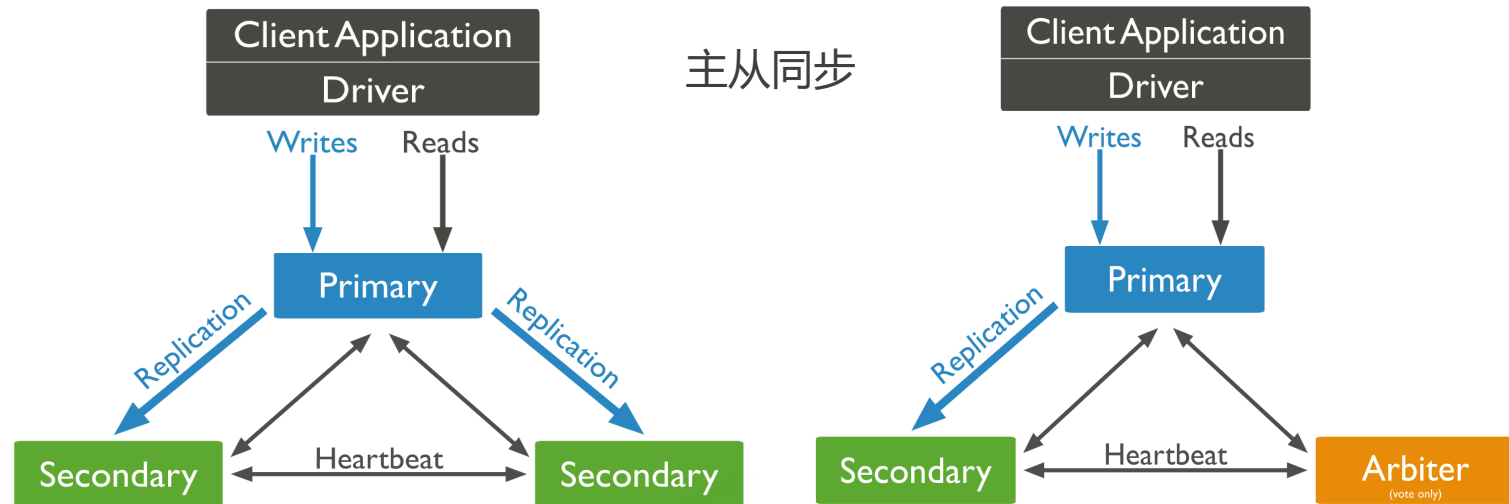 Client Application
Driver
Writes
Reads
Primary
Replication
Replication
Secondary
Heartbeat
Secondary
主从同步
Client Application
Driver
Writes
Reads
Primary
Replication
Secondary
Heartbeat
Arbiter
(vote only)